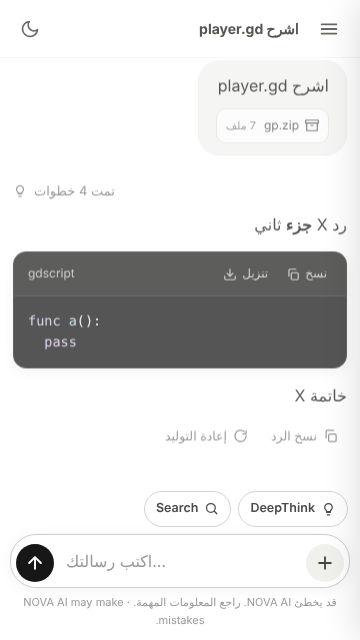 اشرح player.gd
اشرح player.gd
gp.zip 7 ملف
تمت 4 خطوات
رد X جزء ثاني
gdscript تنزيل نسخ
func a():
pass
خاتمة X
نسخ الرد إعادة التوليد
DeepThink Search
اكتب رسالتك...
قد يخطئ NOVA AI. راجع المعلومات المهمة. · NOVA AI may make
mistakes.